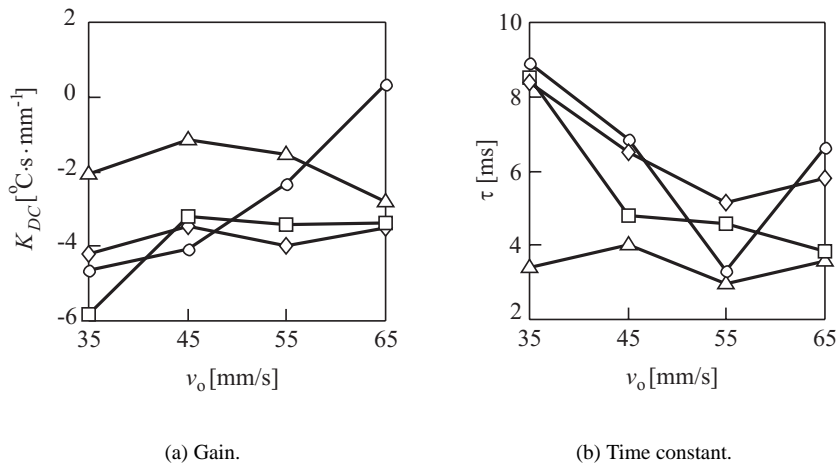 2
0
-2
-4
-6
K_DC [°C·s·mm⁻¹]
35 45 55 65
v_o [mm/s]
(a) Gain.
10
8
6
4
2
τ [ms]
35 45 55 65
v_o [mm/s]
(b) Time constant.